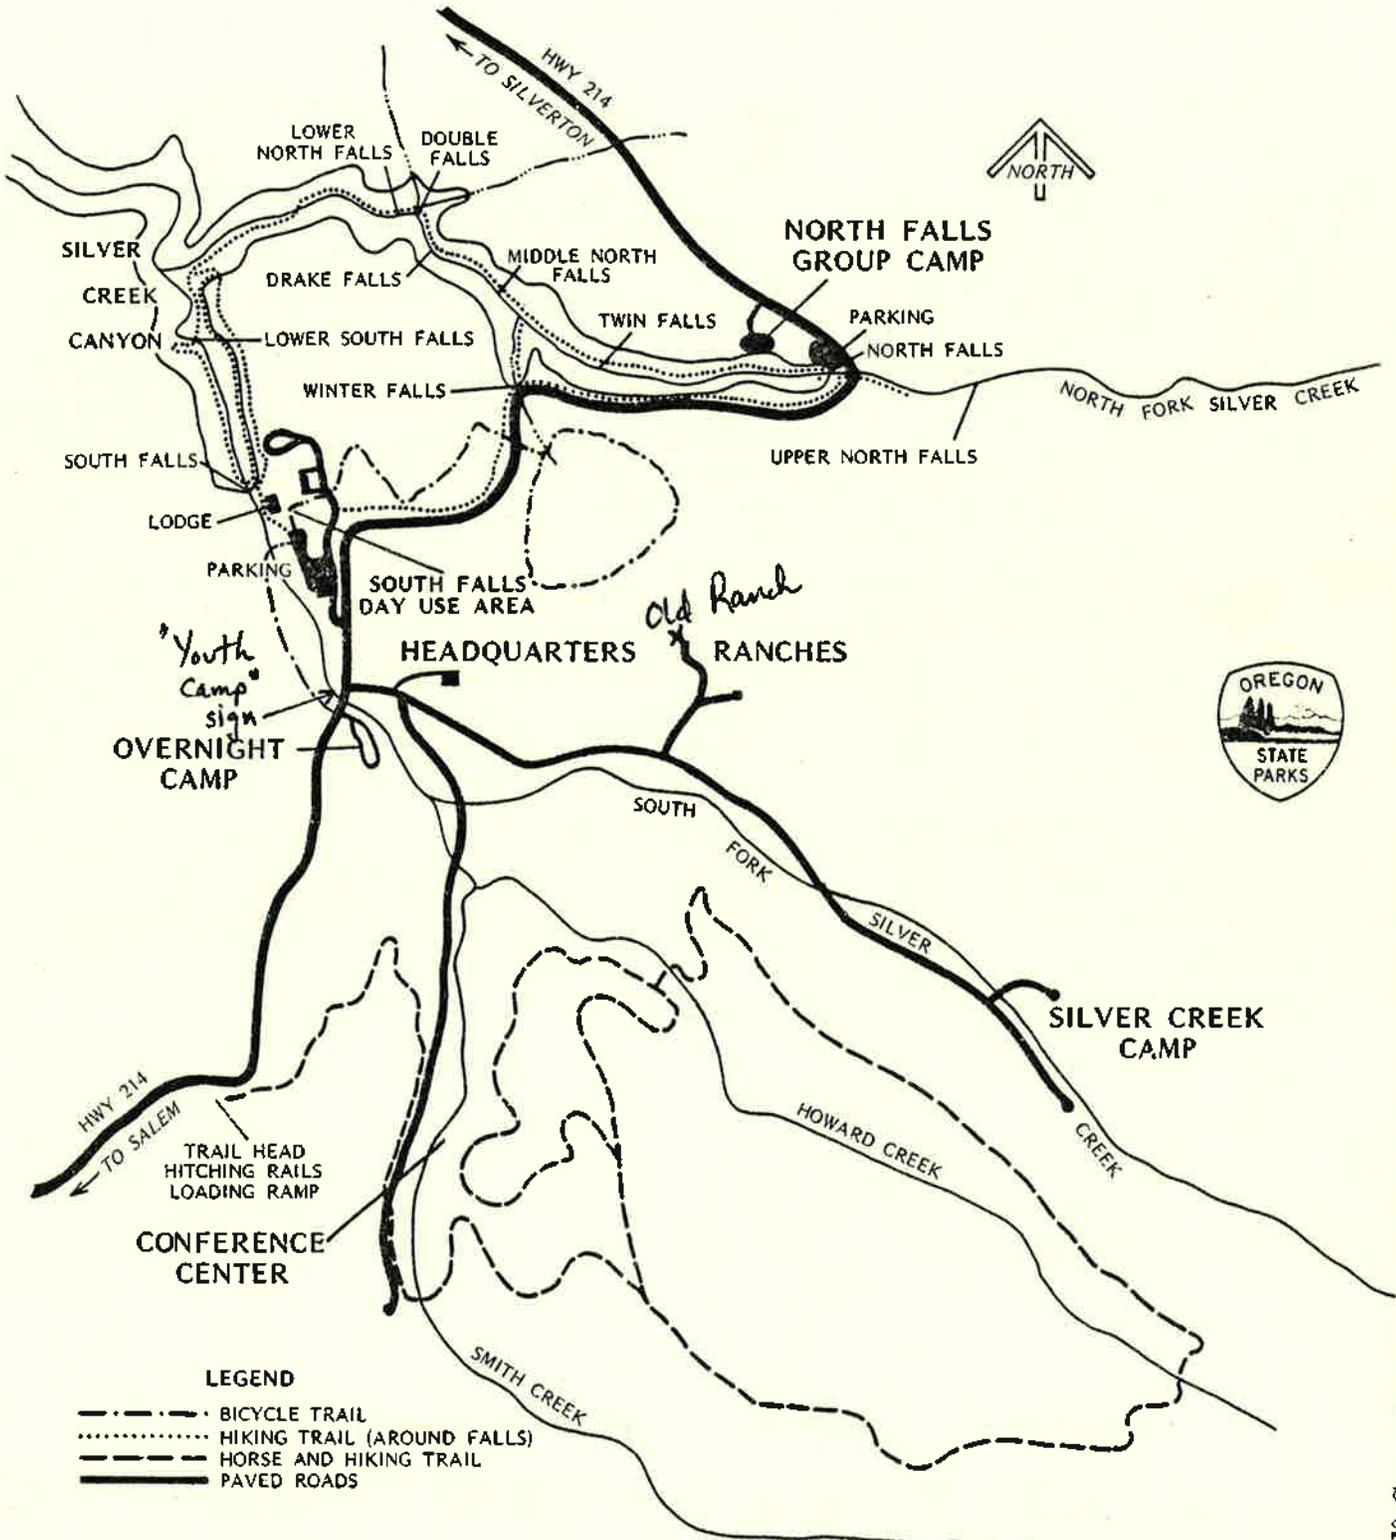 HWY 214
TO SILVERTON
LOWER
NORTH FALLS
DOUBLE
FALLS
NORTH
NORTH FALLS
GROUP CAMP
SILVER
CREEK
CANYON
DRAKE FALLS
MIDDLE NORTH
FALLS
TWIN FALLS
PARKING
NORTH FALLS
LOWER SOUTH FALLS
WINTER FALLS
NORTH FORK SILVER CREEK
UPPER NORTH FALLS
SOUTH FALLS
LODGE
PARKING
SOUTH FALLS
DAY USE AREA
Old Ranch
"Youth
Camp"
sign
HEADQUARTERS
RANCHES
OVERNIGHT
CAMP
OREGON
STATE
PARKS
SOUTH
FORK
SILVER
CREEK
SILVER CREEK
CAMP
HWY 214
TO SALEM
TRAIL HEAD
HITCHING RAILS
LOADING RAMP
HOWARD CREEK
CONFERENCE
CENTER
SMITH CREEK
LEGEND
BICYCLE TRAIL
HIKING TRAIL (AROUND FALLS)
HORSE AND HIKING TRAIL
PAVED ROADS